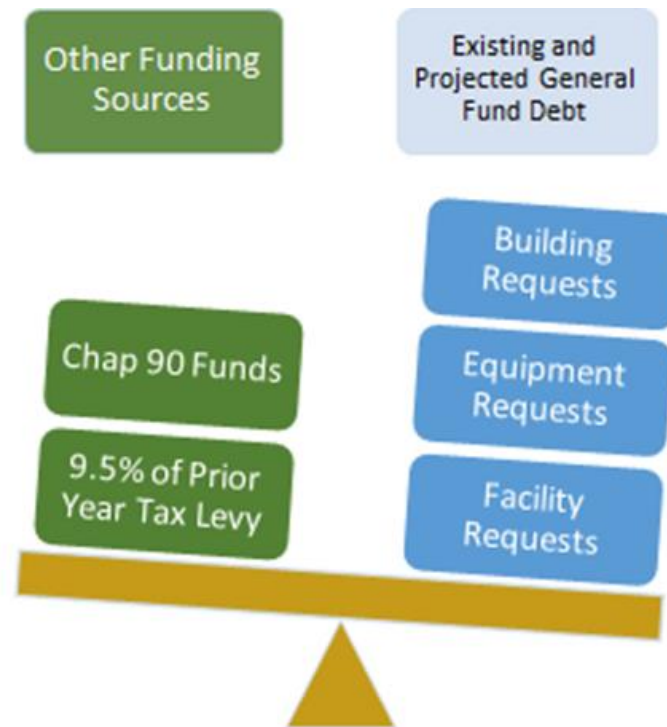 Other Funding
Sources
Existing and
Projected General
Fund Debt
Building
Requests
Chap 90 Funds
Equipment
Requests
9.5% of Prior
Year Tax Levy
Facility
Requests